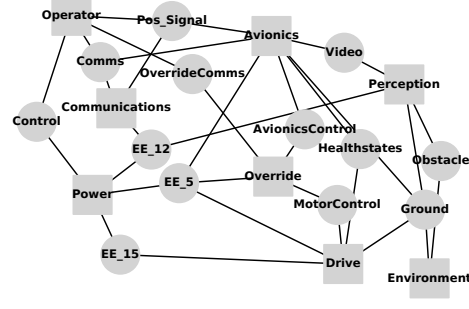 Operator
Pos_Signal
Avionics
Video
Comms
OverrideComms
Perception
Communications
Control
AvionicsControl
EE_12
Healthstates
Obstacle
EE_5
Override
Power
MotorControl
Ground
EE_15
Drive
Environment